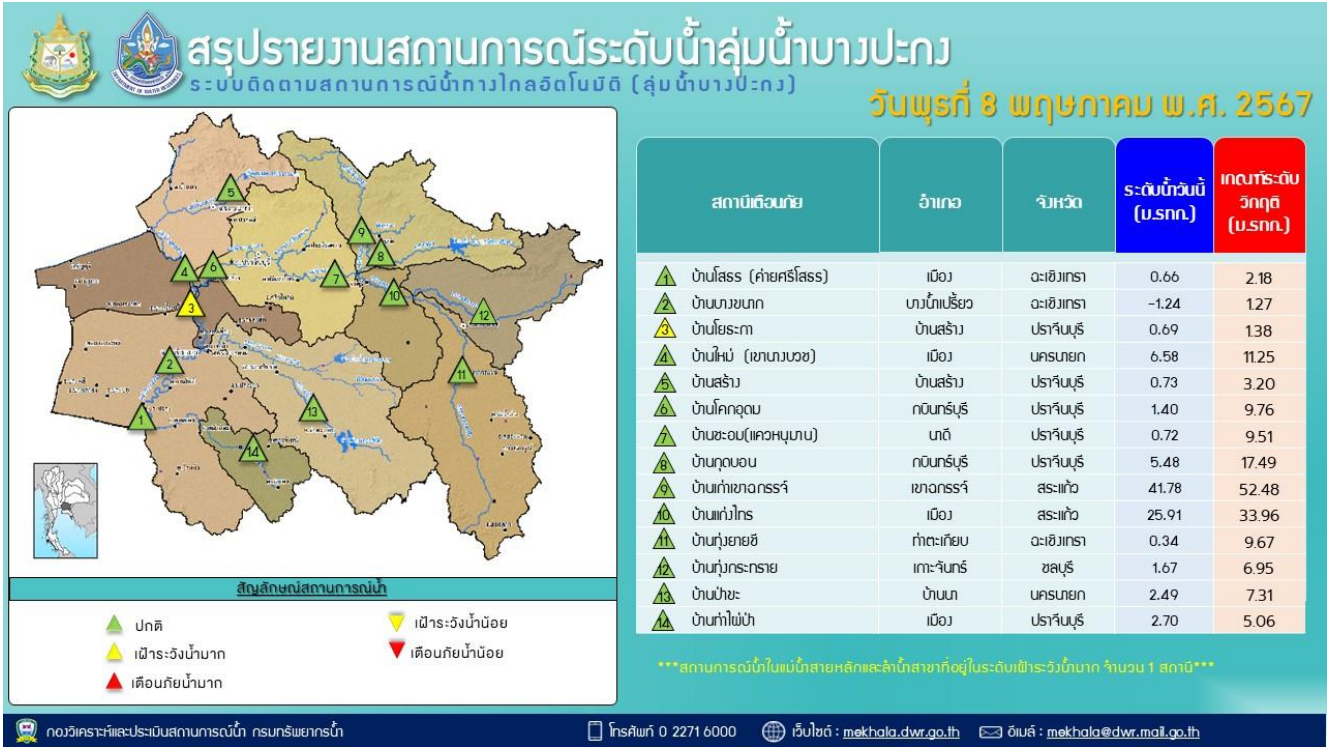 สรุปรายงานสถานการณ์ระดับน้ำลุ่มน้ำบางปะกง
ระบบติดตามสถานการณ์น้ำทางไกลอัตโนมัติ (ลุ่มน้ำบางปะกง)
วันพุธที่ 8 พฤษภาคม พ.ศ. 2567
สถานีเตือนภัย อำเภอ จังหวัด ระดับน้ำวันนี้ (ม.รทก.) เกณฑ์ระดับวิกฤติ (ม.รทก.)
1 บ้านโสธร (ค่ายศรีโสธร) เมือง ฉะเชิงเทรา 0.66 2.18
2 บ้านบางขนาก บางน้ำเปรี้ยว ฉะเชิงเทรา -1.24 1.27
3 บ้านโยธะกา บ้านสร้าง ปราจีนบุรี 0.69 1.38
4 บ้านใหม่ (เขานางบวช) เมือง นครนายก 6.58 11.25
5 บ้านสร้าง บ้านสร้าง ปราจีนบุรี 0.73 3.20
6 บ้านโคกอุดม กบินทร์บุรี ปราจีนบุรี 1.40 9.76
7 บ้านชะอม(แควหนุมาน) นาดี ปราจีนบุรี 0.72 9.51
8 บ้านกุดบอน กบินทร์บุรี ปราจีนบุรี 5.48 17.49
9 บ้านเก่าเขาฉกรรจ์ เขาฉกรรจ์ สระแก้ว 41.78 52.48
10 บ้านแก่งไทร เมือง สระแก้ว 25.91 33.96
11 บ้านทุ่งยายชี ท่าตะเกียบ ฉะเชิงเทรา 0.34 9.67
12 บ้านทุ่งกระทราย เกาะจันทร์ ชลบุรี 1.67 6.95
13 บ้านป่าขะ บ้านนา นครนายก 2.49 7.31
14 บ้านท่าไผ่ป่า เมือง ปราจีนบุรี 2.70 5.06
***สถานการณ์น้ำในแม่น้ำสายหลักและลำน้ำสาขาที่อยู่ในระดับเฝ้าระวังน้ำมาก จำนวน 1 สถานี***
5
9
8
4
6
7
10
3
12
2
11
1
13
14
สัญลักษณ์สถานการณ์น้ำ
ปกติ
เฝ้าระวังน้ำมาก
เตือนภัยน้ำมาก
เฝ้าระวังน้ำน้อย
เตือนภัยน้ำน้อย
กองวิเคราะห์และประเมินสถานการณ์น้ำ กรมทรัพยากรน้ำ
โทรศัพท์ 0 2271 6000
เว็บไซต์ : mekhala.dwr.go.th
อีเมล์ : mekhala@dwr.mail.go.th